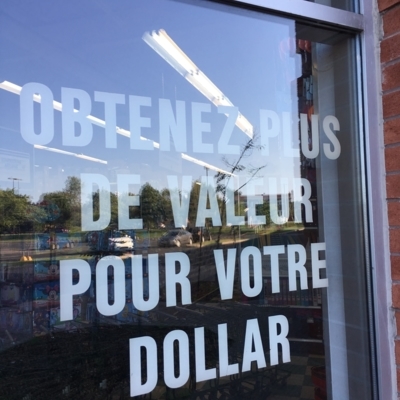 OBTENEZ PLUS
DE VALEUR
POUR VOTRE
DOLLAR